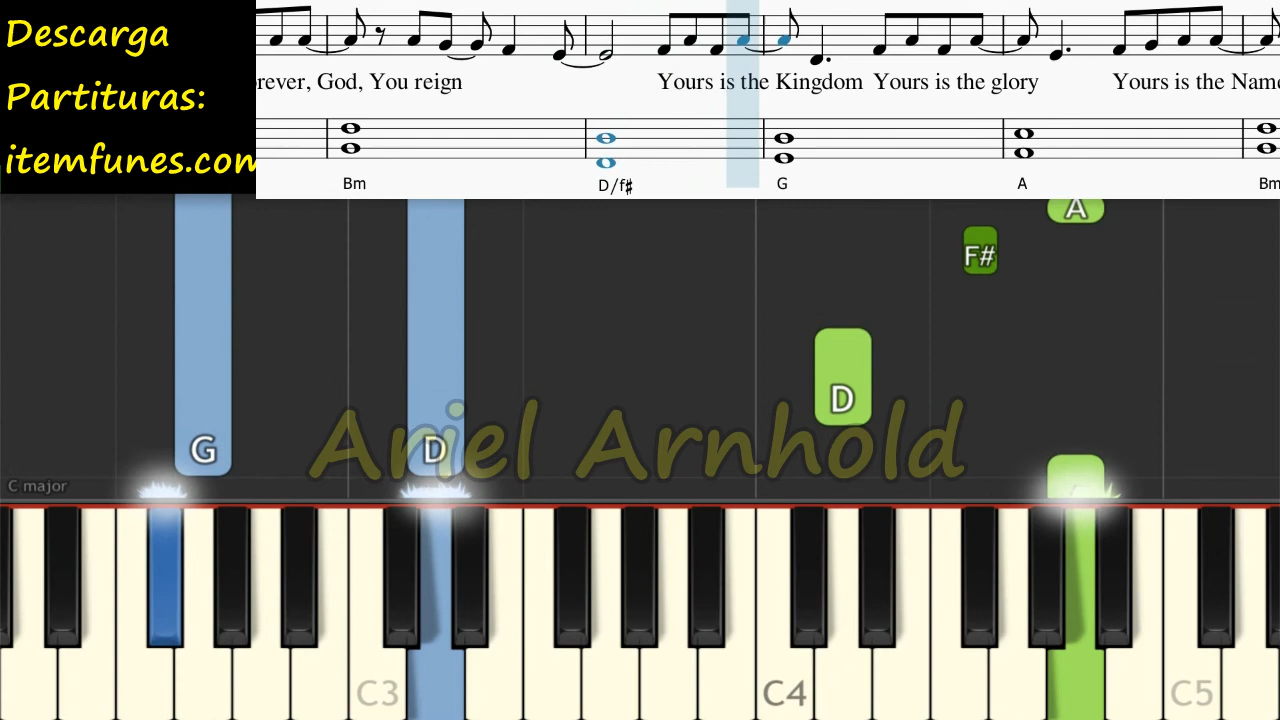 Descarga
Partituras:
itemfunes.com
rever, God, You reign Yours is the Kingdom Yours is the glory Yours is the Name
Bm D/f# G A Bm
A
F#
D
G D
Ariel Arnhold
C major
C3 C4 C5